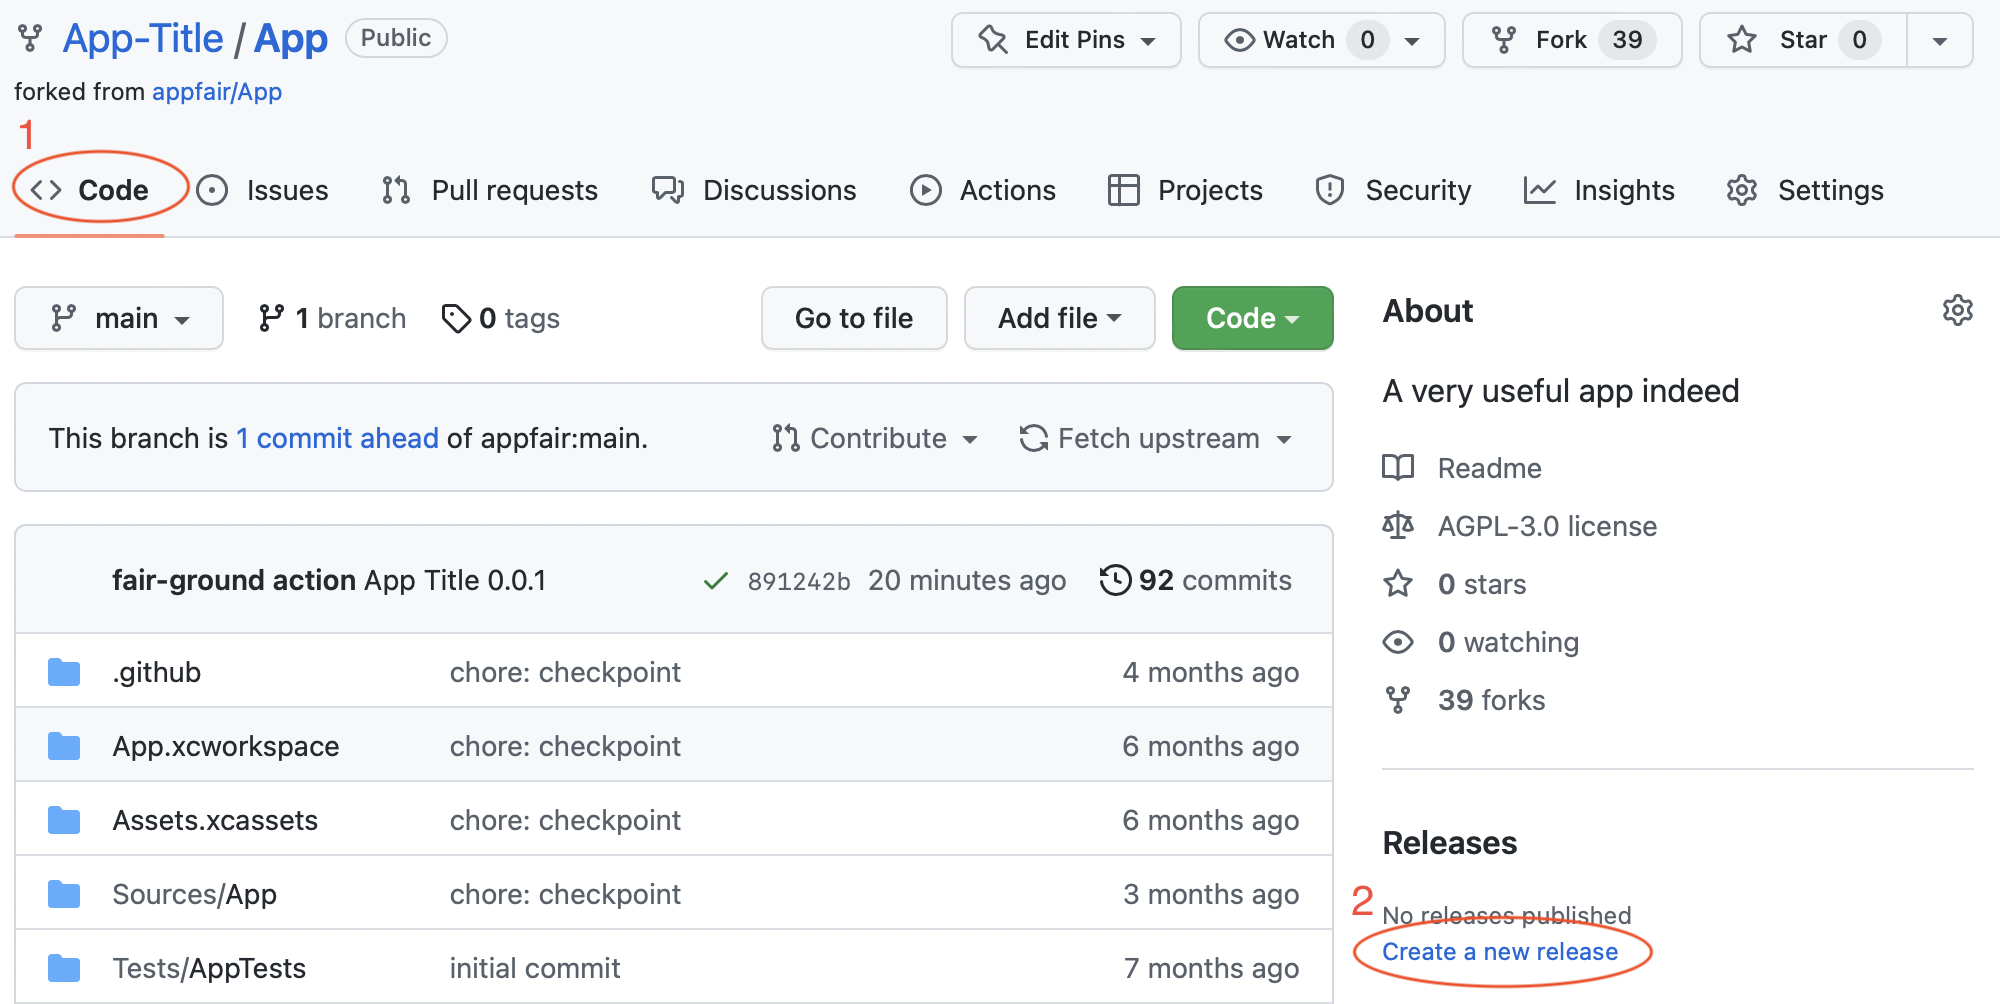 App-Title / App Public Edit Pins Watch 0 Fork 39 Star 0
forked from appfair/App
1
Code Issues Pull requests Discussions Actions Projects Security Insights Settings
main 1 branch 0 tags Go to file Add file Code
This branch is 1 commit ahead of appfair:main. Contribute Fetch upstream
fair-ground action App Title 0.0.1 891242b 20 minutes ago 92 commits
.github chore: checkpoint 4 months ago
App.xcworkspace chore: checkpoint 6 months ago
Assets.xcassets chore: checkpoint 6 months ago
Sources/App chore: checkpoint 3 months ago
Tests/AppTests initial commit 7 months ago
About
A very useful app indeed
Readme
AGPL-3.0 license
0 stars
0 watching
39 forks
Releases
2
No releases published
Create a new release